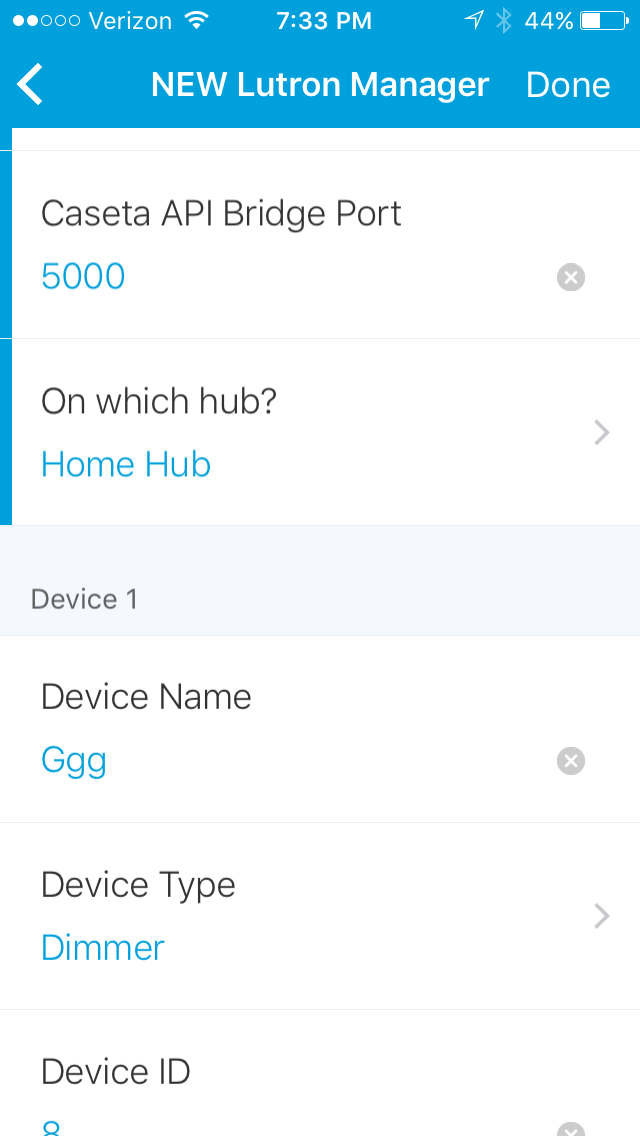 Verizon 7:33 PM 44%
NEW Lutron Manager Done
Caseta API Bridge Port
5000
On which hub?
Home Hub
Device 1
Device Name
Ggg
Device Type
Dimmer
Device ID
8